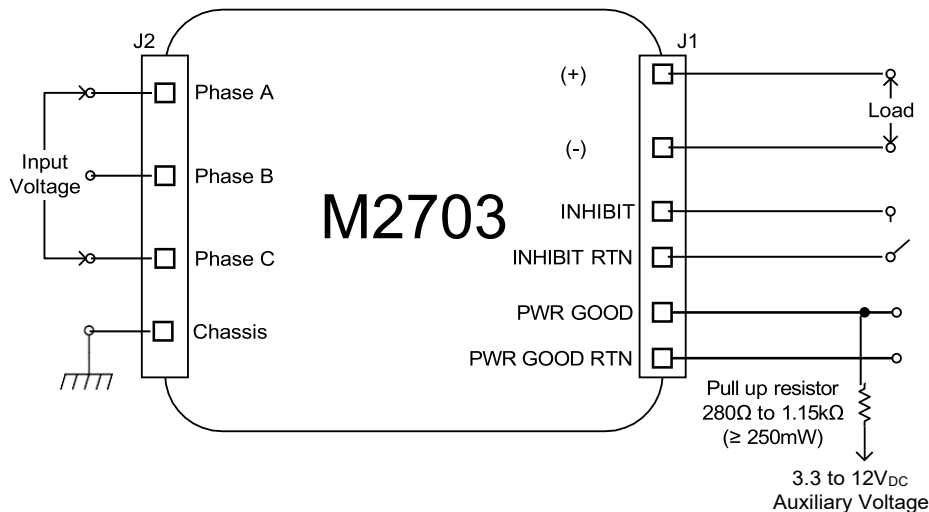 J2
J1
Phase A
(+)
Load
Input
Voltage
Phase B
(-)
M2703
INHIBIT
INHIBIT RTN
Phase C
PWR GOOD
Chassis
PWR GOOD RTN
Pull up resistor
280Ω to 1.15kΩ
(≥ 250mW)
3.3 to 12VDC
Auxiliary Voltage